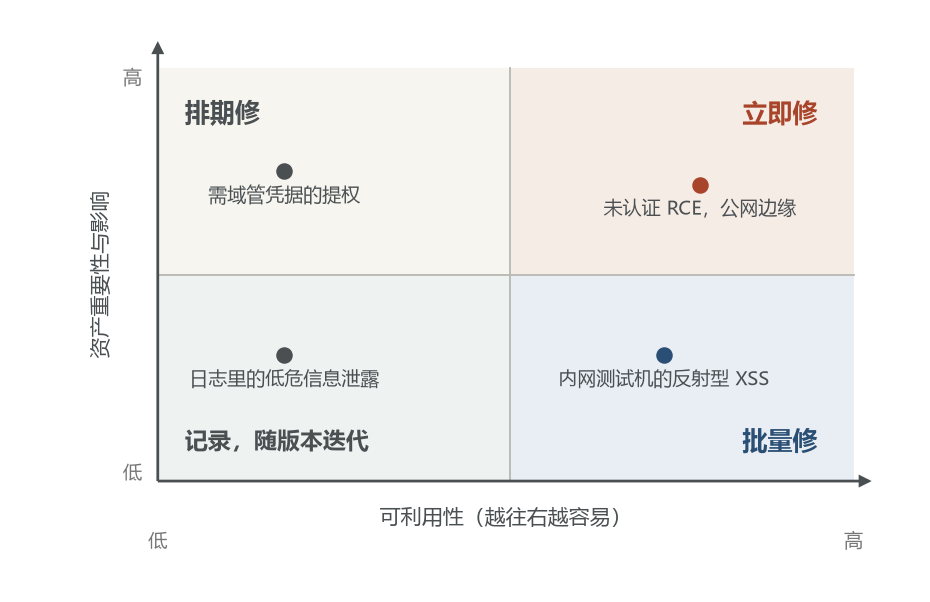 高
排期修
立即修
需域管凭据的提权
未认证 RCE，公网边缘
资产重要性与影响
日志里的低危信息泄露
内网测试机的反射型 XSS
记录，随版本迭代
批量修
低
可利用性（越往右越容易）
低
高